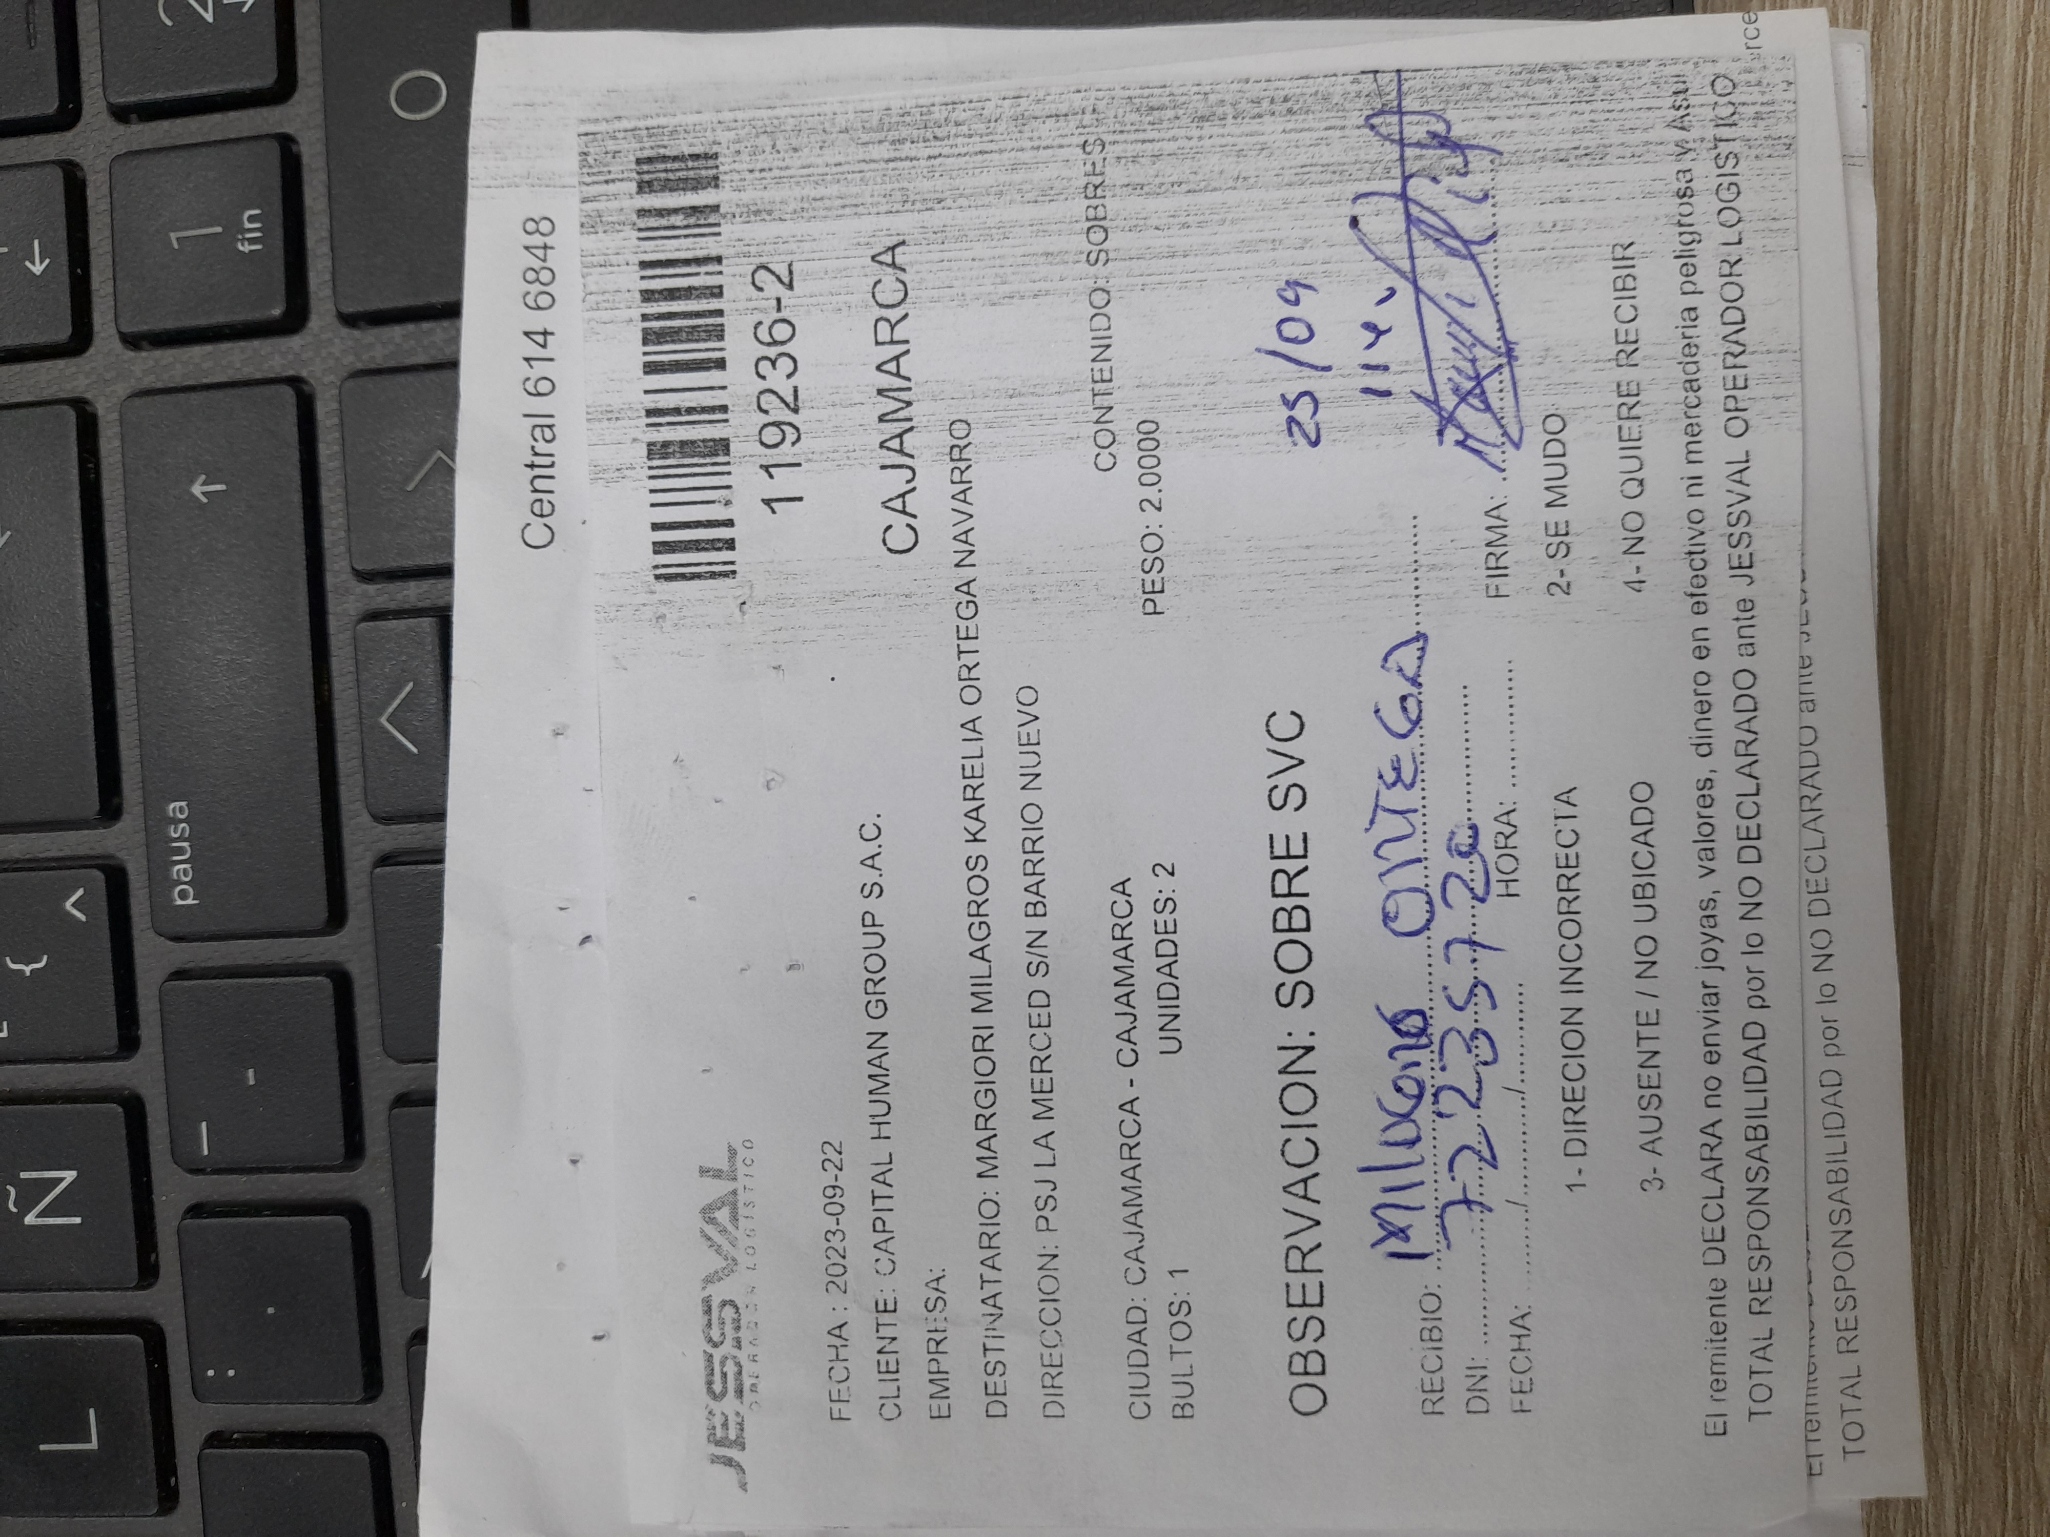 L Ñ { ^ ←
pausa ↑ 1 fin 2
: . _ -
O
Central 614 6848
JESSVAL
OPERADOR LOGÍSTICO
119236-2
FECHA : 2023-09-22
CLIENTE: CAPITAL HUMAN GROUP S.A.C.
CAJAMARCA
EMPRESA:
DESTINATARIO: MARGIORI MILAGROS KARELIA ORTEGA NAVARRO
DIRECCION: PSJ LA MERCED S/N BARRIO NUEVO
CONTENIDO: SOBRES
CIUDAD: CAJAMARCA - CAJAMARCA
BULTOS: 1 UNIDADES: 2 PESO: 2.0000
OBSERVACION: SOBRE SVC
25/09
RECIBIO: Milagros ORTEGA
DNI: 72235720
FECHA: ........./............/............ HORA: .............. FIRMA:
1- DIRECION INCORRECTA 2- SE MUDO
3- AUSENTE / NO UBICADO 4- NO QUIERE RECIBIR
El remitente DECLARA no enviar joyas, valores, dinero en efectivo ni mercaderia peligrosa y Asu
TOTAL RESPONSABILIDAD por lo NO DECLARADO ante JESSVAL OPERADOR LOGISTICO
rce
El remitente
TOTAL RESPONSABILIDAD por lo NO DECLARADO ante